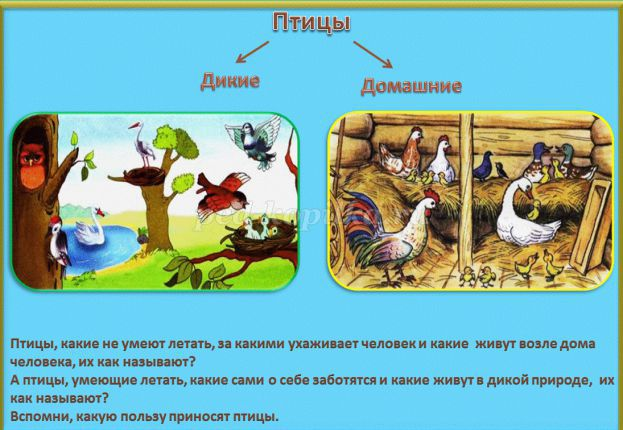 Птицы
Дикие
Домашние
Птицы, какие не умеют летать, за какими ухаживает человек и какие живут возле дома
человека, их как называют?
А птицы, умеющие летать, какие сами о себе заботятся и какие живут в дикой природе, их
как называют?
Вспомни, какую пользу приносят птицы.